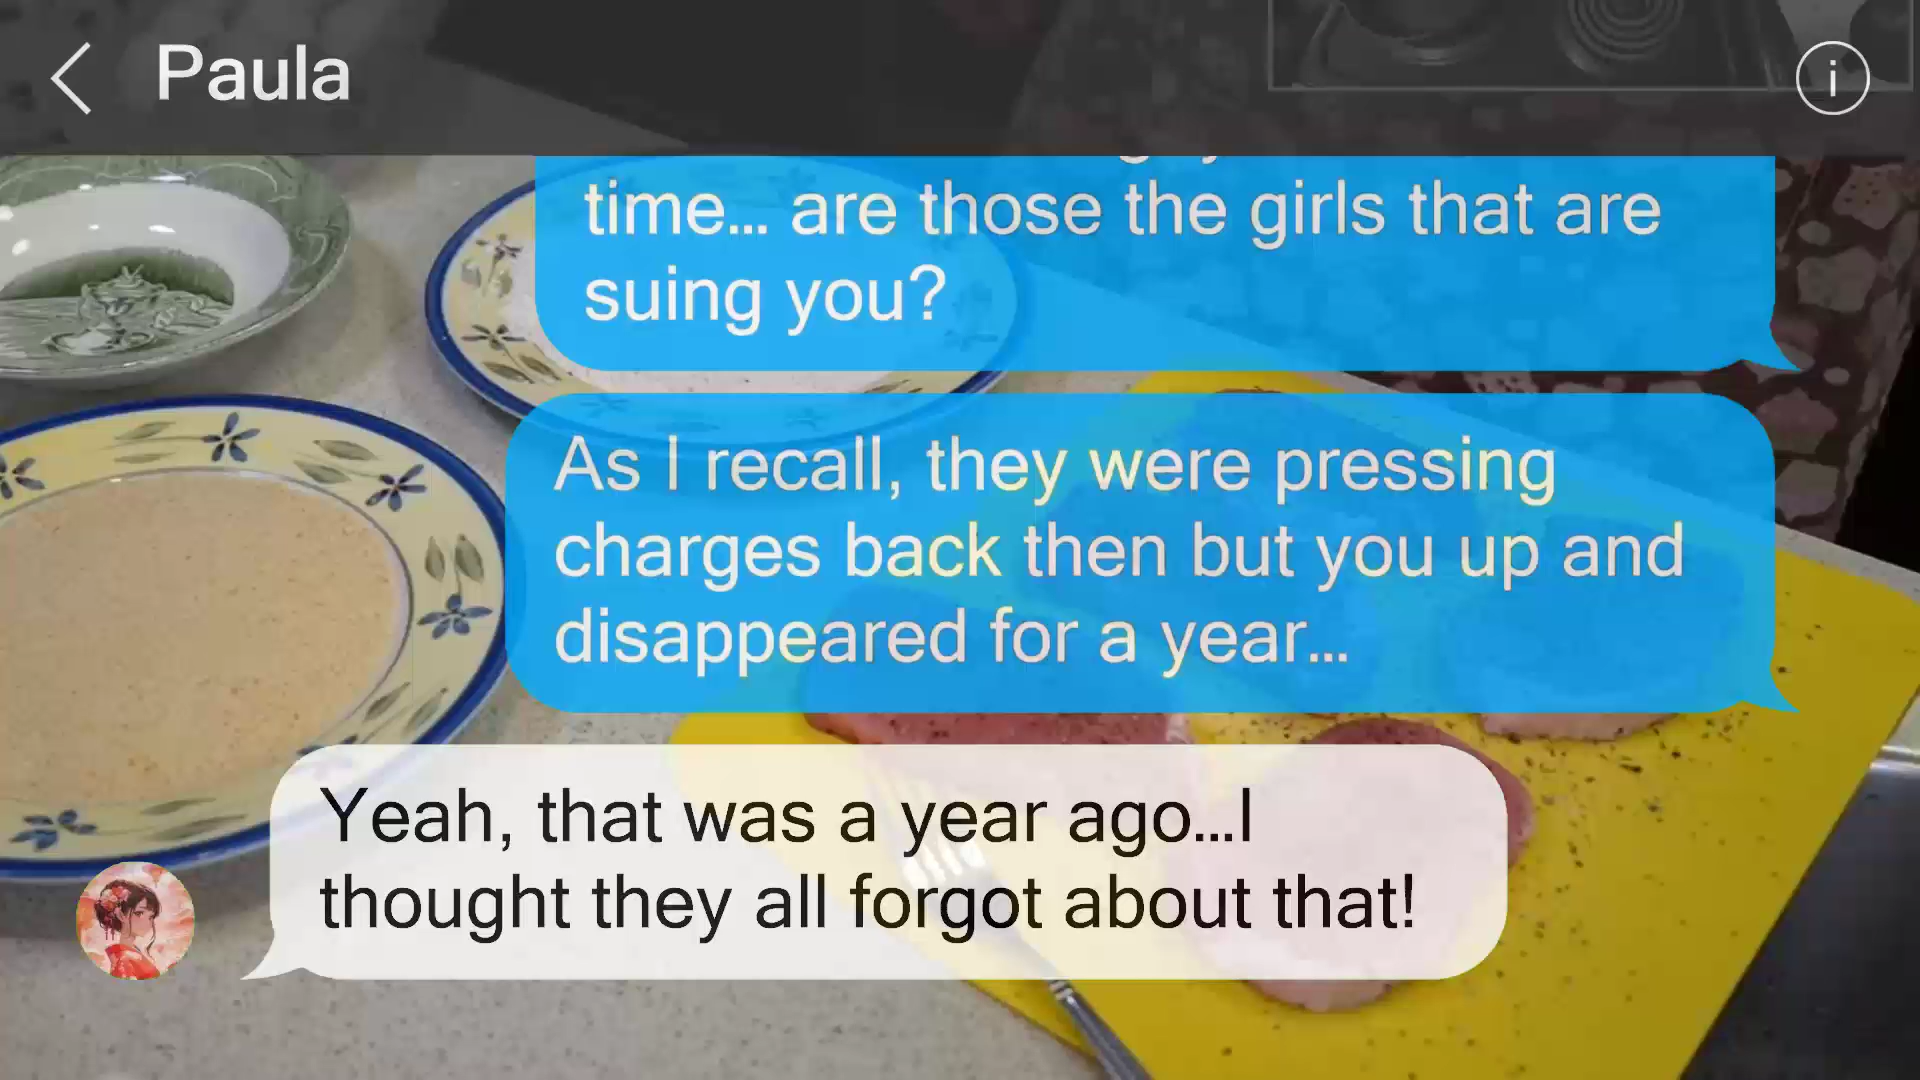 Paula
i
time... are those the girls that are
suing you?
As I recall, they were pressing
charges back then but you up and
disappeared for a year...
Yeah, that was a year ago...I
thought they all forgot about that!